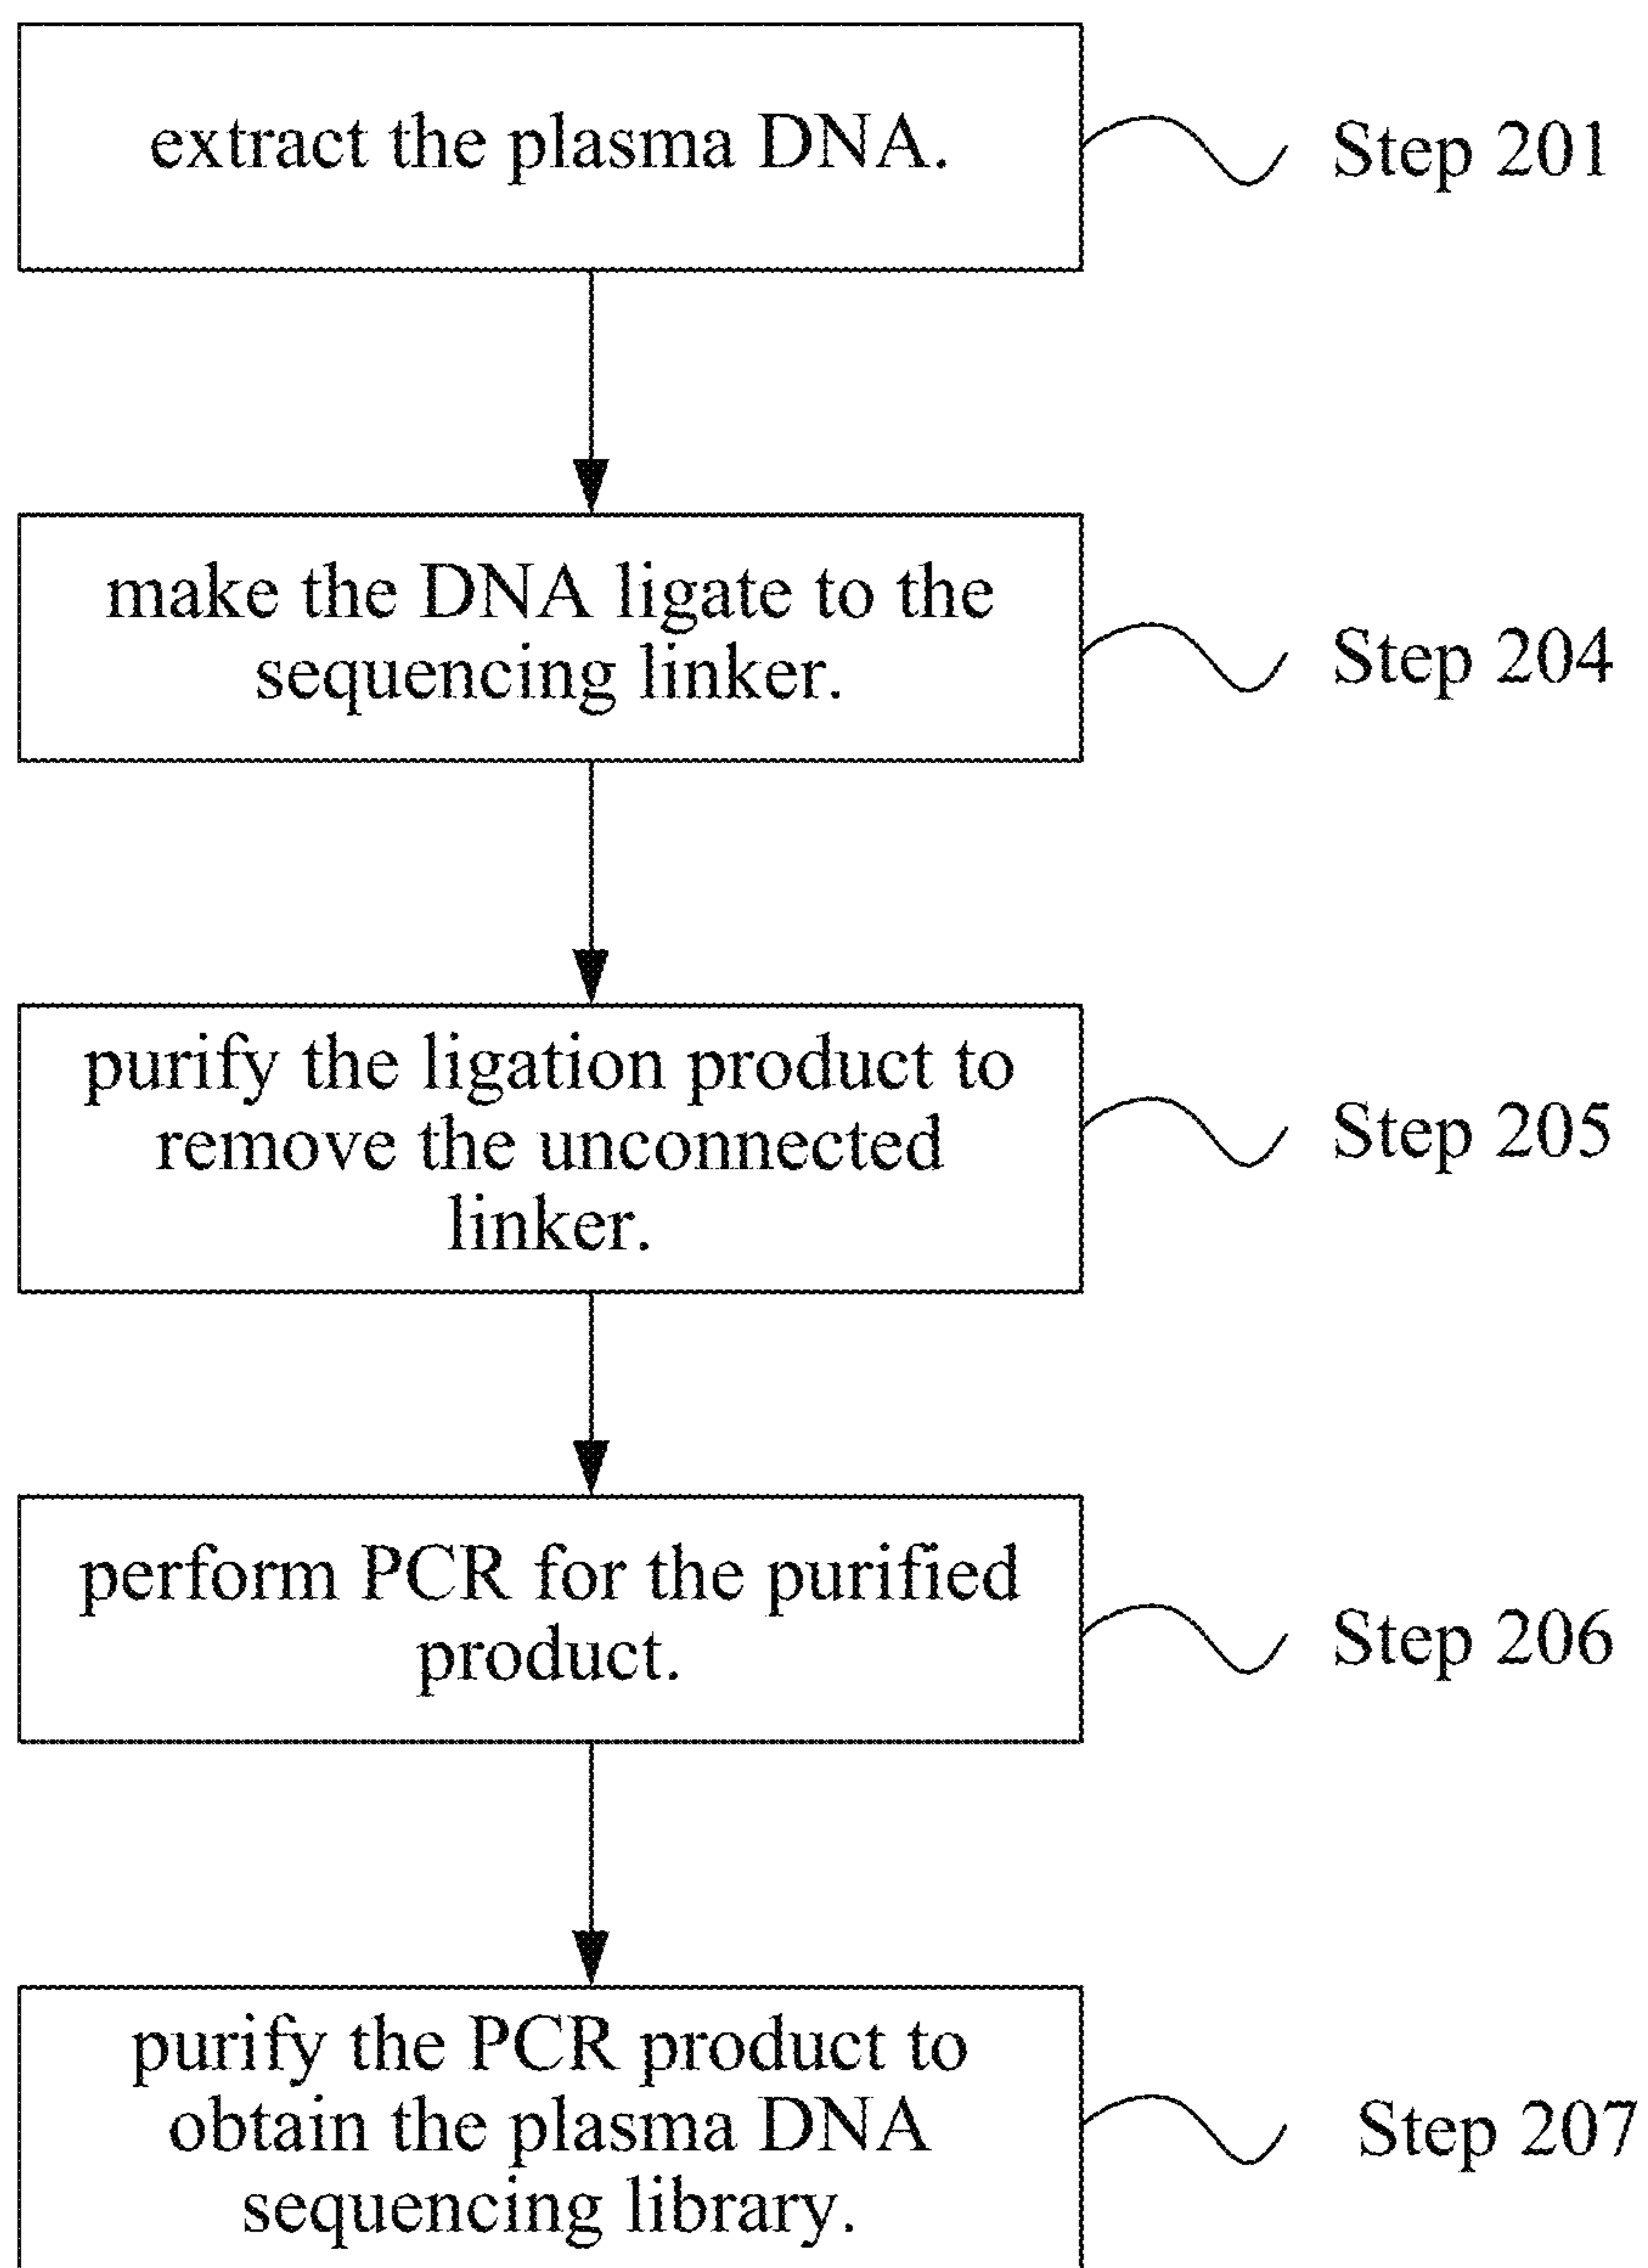 extract the plasma DNA.
Step 201
make the DNA ligate to the
sequencing linker.
Step 204
purify the ligation product to
remove the unconnected
linker.
Step 205
perform PCR for the purified
product.
Step 206
purify the PCR product to
obtain the plasma DNA
sequencing library.
Step 207